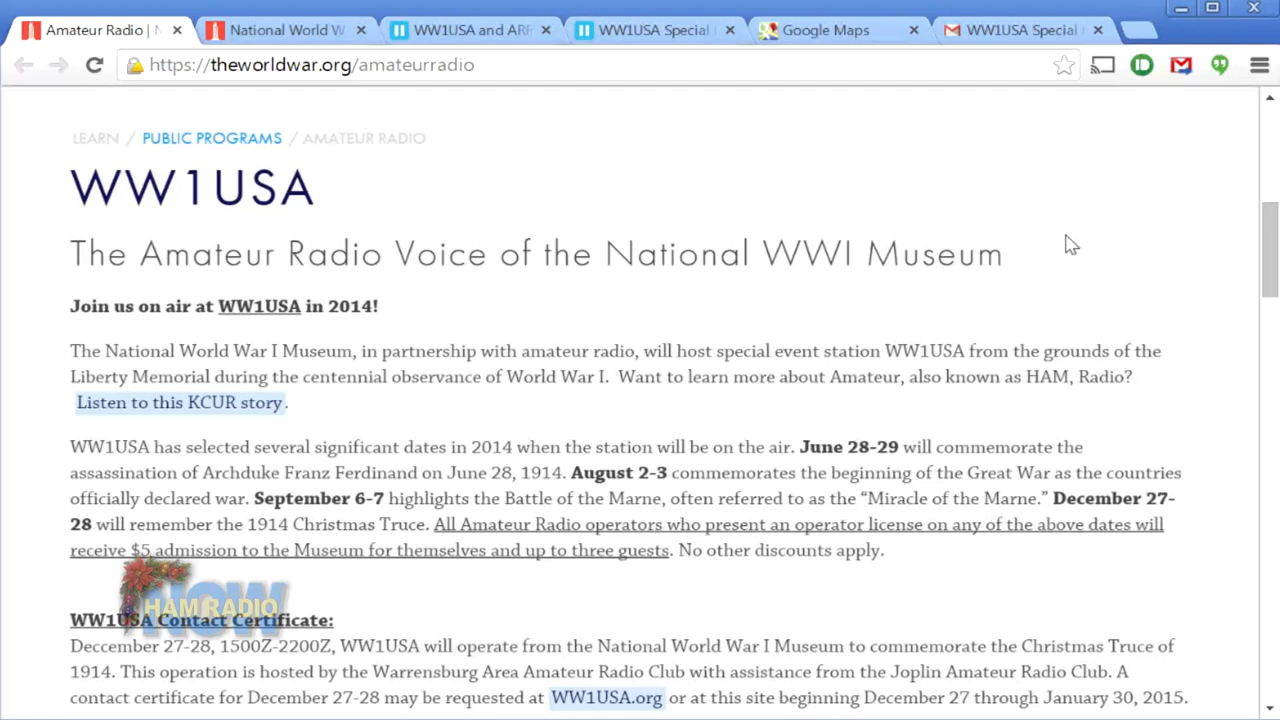 Amateur Radio | N
National World W
WW1USA and ARR
WW1USA Special
Google Maps
WW1USA Special
https://theworldwar.org/amateurradio
LEARN / PUBLIC PROGRAMS / AMATEUR RADIO
WW1USA
The Amateur Radio Voice of the National WWI Museum
Join us on air at WW1USA in 2014!
The National World War I Museum, in partnership with amateur radio, will host special event station WW1USA from the grounds of the
Liberty Memorial during the centennial observance of World War I. Want to learn more about Amateur, also known as HAM, Radio?
Listen to this KCUR story.
WW1USA has selected several significant dates in 2014 when the station will be on the air. June 28-29 will commemorate the
assassination of Archduke Franz Ferdinand on June 28, 1914. August 2-3 commemorates the beginning of the Great War as the countries
officially declared war. September 6-7 highlights the Battle of the Marne, often referred to as the “Miracle of the Marne.” December 27-
28 will remember the 1914 Christmas Truce. All Amateur Radio operators who present an operator license on any of the above dates will
receive $5 admission to the Museum for themselves and up to three guests. No other discounts apply.
HAM RADIO
NOW
WW1USA Contact Certificate:
Deccember 27-28, 1500Z-2200Z, WW1USA will operate from the National World War I Museum to commemorate the Christmas Truce of
1914. This operation is hosted by the Warrensburg Area Amateur Radio Club with assistance from the Joplin Amateur Radio Club. A
contact certificate for December 27-28 may be requested at WW1USA.org or at this site beginning December 27 through January 30, 2015.